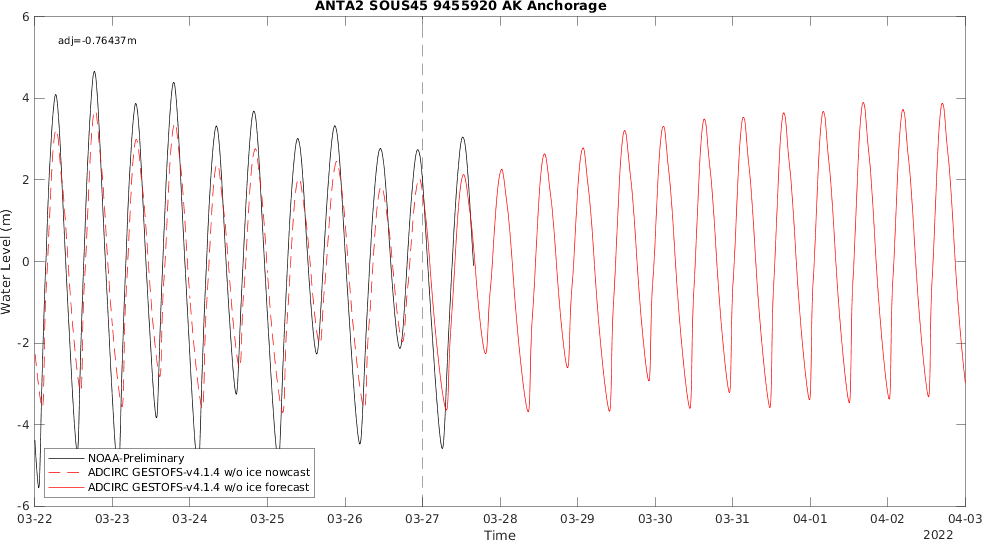 ANTA2 SOUS45 9455920 AK Anchorage
adj=-0.76437m
6
4
2
0
-2
-4
-6
Water Level (m)
NOAA-Preliminary
ADCIRC GESTOFS-v4.1.4 w/o ice nowcast
ADCIRC GESTOFS-v4.1.4 w/o ice forecast
03-22 03-23 03-24 03-25 03-26 03-27 03-28 03-29 03-30 03-31 04-01 04-02 04-03
Time
2022